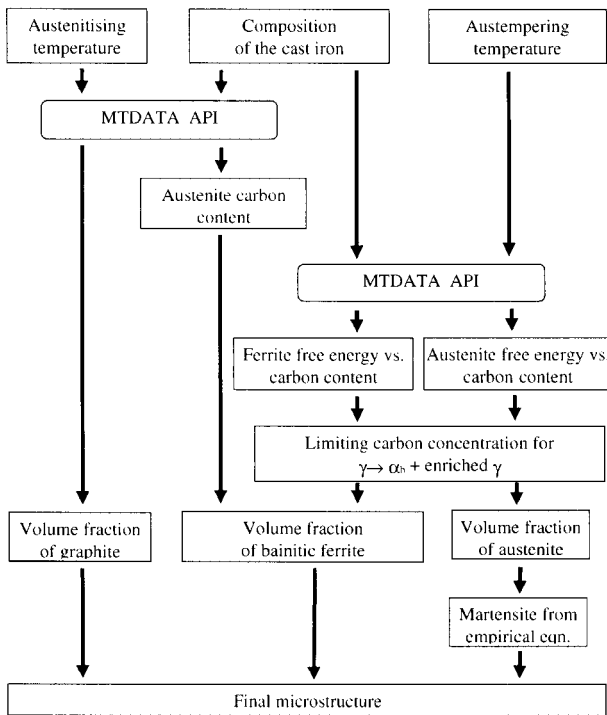 Austenitising
temperature
Composition
of the cast iron
Austempering
temperature
MTDATA API
Austenite carbon
content
MTDATA API
Ferrite free energy vs.
carbon content
Austenite free energy vs
carbon content
Limiting carbon concentration for
γ→ αb + enriched γ
Volume fraction
of graphite
Volume fraction
of bainitic ferrite
Volume fraction
of austenite
Martensite from
empirical eqn.
Final microstructure